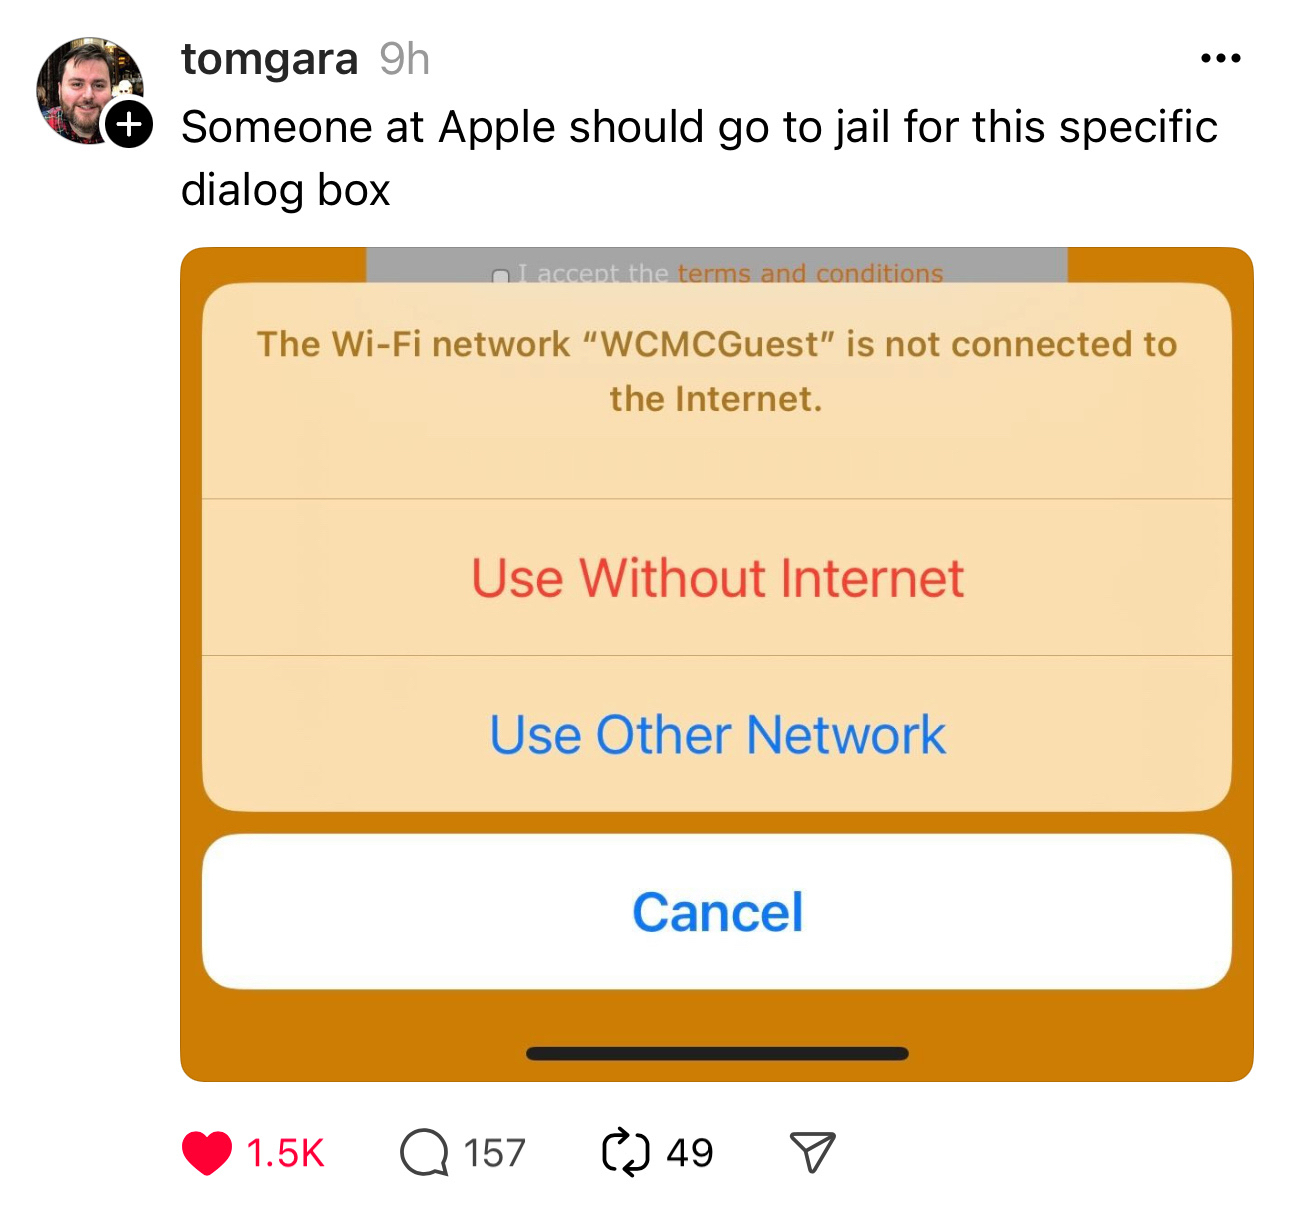 tomgara 9h
Someone at Apple should go to jail for this specific
dialog box
I accept the terms and conditions
The Wi-Fi network “WCMCGuest” is not connected to
the Internet.
Use Without Internet
Use Other Network
Cancel
1.5K 157 49